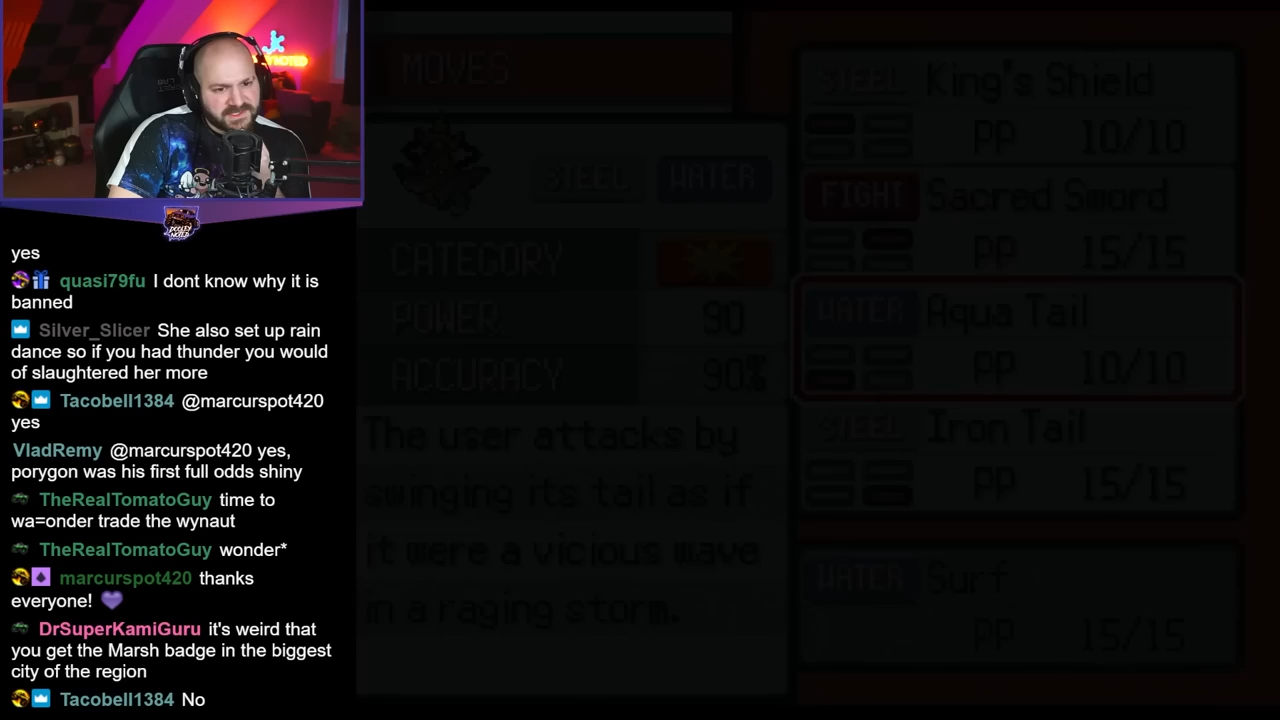 yes
quasi79fu I dont know why it is
banned
Silver_Slicer She also set up rain
dance so if you had thunder you would
of slaughtered her more
Tacobell1384 @marcurspot420
yes
VladRemy @marcurspot420 yes,
porygon was his first full odds shiny
TheRealTomatoGuy time to
wa=onder trade the wynaut
TheRealTomatoGuy wonder*
marcurspot420 thanks
everyone!
DrSuperKamiGuru it's weird that
you get the Marsh badge in the biggest
city of the region
Tacobell1384 No
MOVES
STEEL WATER
CATEGORY
POWER 90
ACCURACY 90%
The user attacks by
swinging its tail as if
it were a vicious wave
in a raging storm.
STEEL King's Shield
PP 10/10
FIGHT Sacred Sword
PP 15/15
WATER Aqua Tail
PP 10/10
STEEL Iron Tail
PP 15/15
WATER Surf
PP 15/15